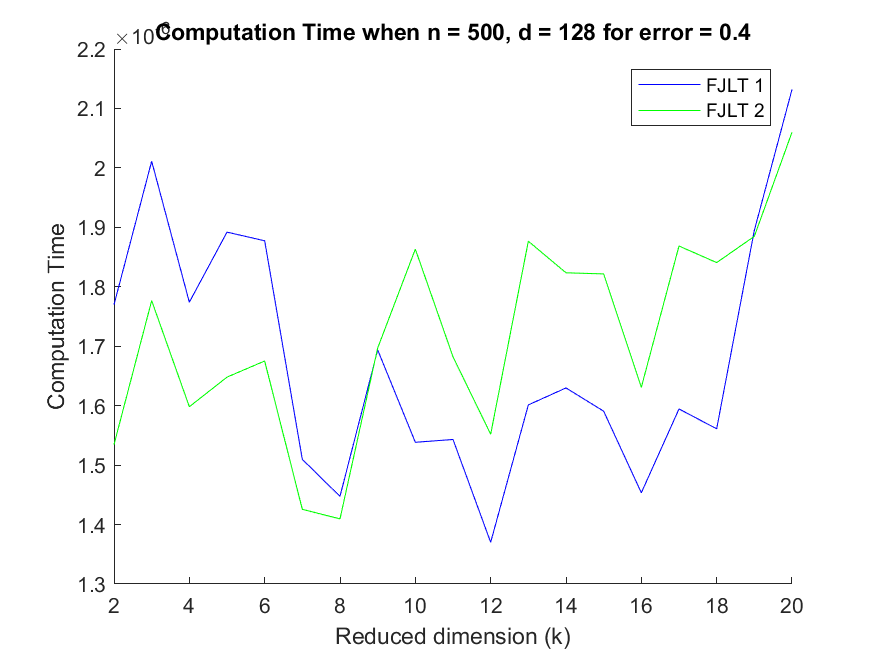 ×10
Computation Time when n = 500, d = 128 for error = 0.4
2.2
2.1
2
1.9
1.8
1.7
1.6
1.5
1.4
1.3
Computation Time
FJLT 1
FJLT 2
2 4 6 8 10 12 14 16 18 20
Reduced dimension (k)